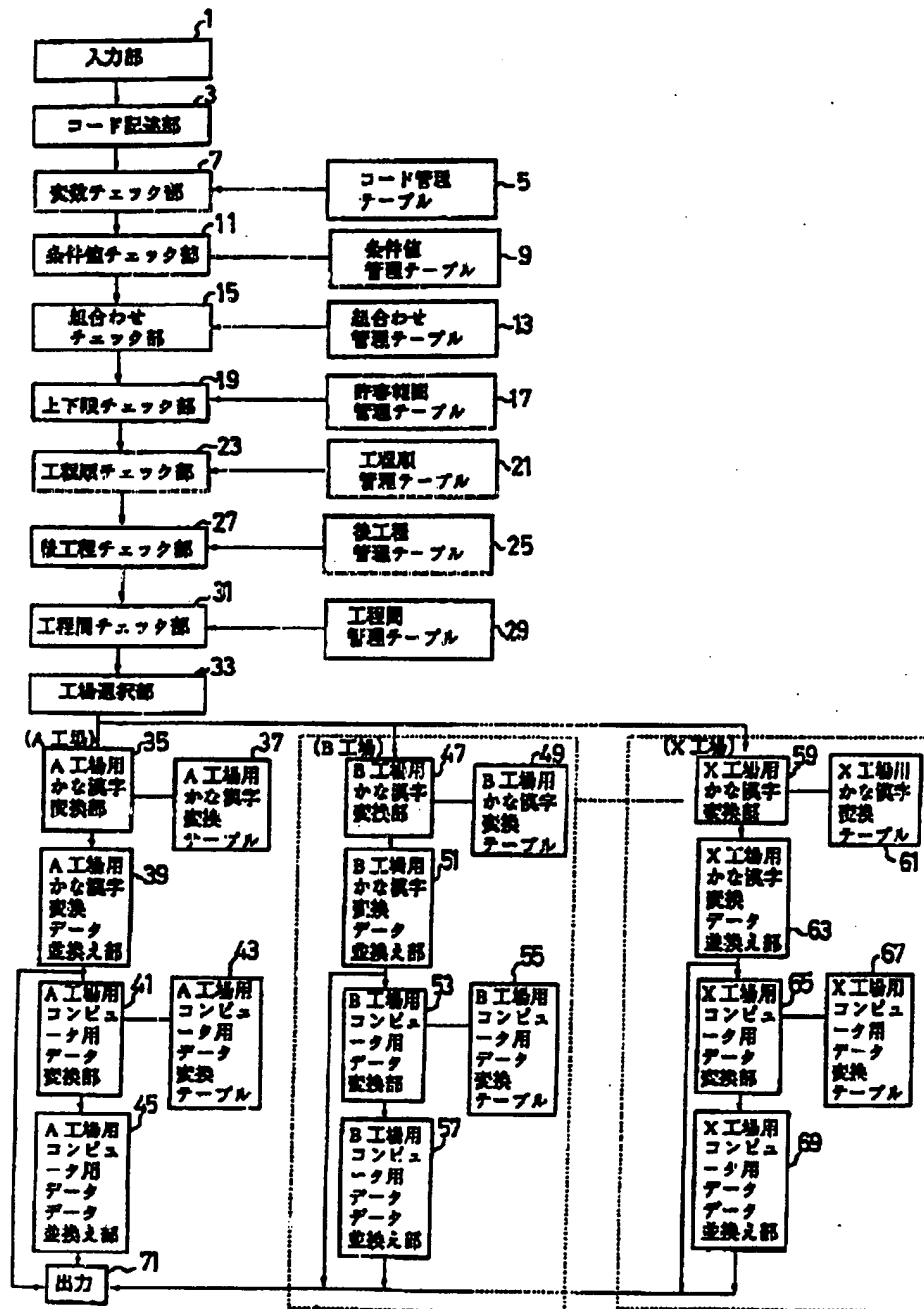 1
入力部
3
コード記述部
7
変数チェック部
コード管理
テーブル
5
11
条件値チェック部
条件値
管理テーブル
9
15
組合わせ
チェック部
組合わせ
管理テーブル
13
19
上下限チェック部
許容範囲
管理テーブル
17
23
工程順チェック部
工程順
管理テーブル
21
27
後工程チェック部
後工程
管理テーブル
25
31
工程間チェック部
工程間
管理テーブル
29
33
工場選択部
(A工場)
35
A工場用
かな漢字
変換部
37
A工場用
かな漢字
変換
テーブル
39
A工場用
かな漢字
変換
データ
並換え部
41
A工場用
コンピュ
ータ用
データ
変換部
43
A工場用
コンピュ
ータ用
データ
変換
テーブル
45
A工場用
コンピュ
ータ用
データ
データ
並換え部
71
出力
(B工場)
47
B工場用
かな漢字
変換部
49
B工場用
かな漢字
変換
テーブル
51
B工場用
かな漢字
変換
データ
並換え部
53
B工場用
コンピュ
ータ用
データ
変換部
55
B工場用
コンピュ
ータ用
データ
変換
テーブル
57
B工場用
コンピュ
ータ用
データ
データ
並換え部
(X工場)
59
X工場用
かな漢字
変換部
X工場用
かな漢字
変換
テーブル
61
X工場用
かな漢字
変換
データ
並換え部
63
65
X工場用
コンピュ
ータ用
データ
変換部
67
X工場用
コンピュ
ータ用
データ
変換
テーブル
X工場用
コンピュ
ータ用
データ
データ
並換え部
69